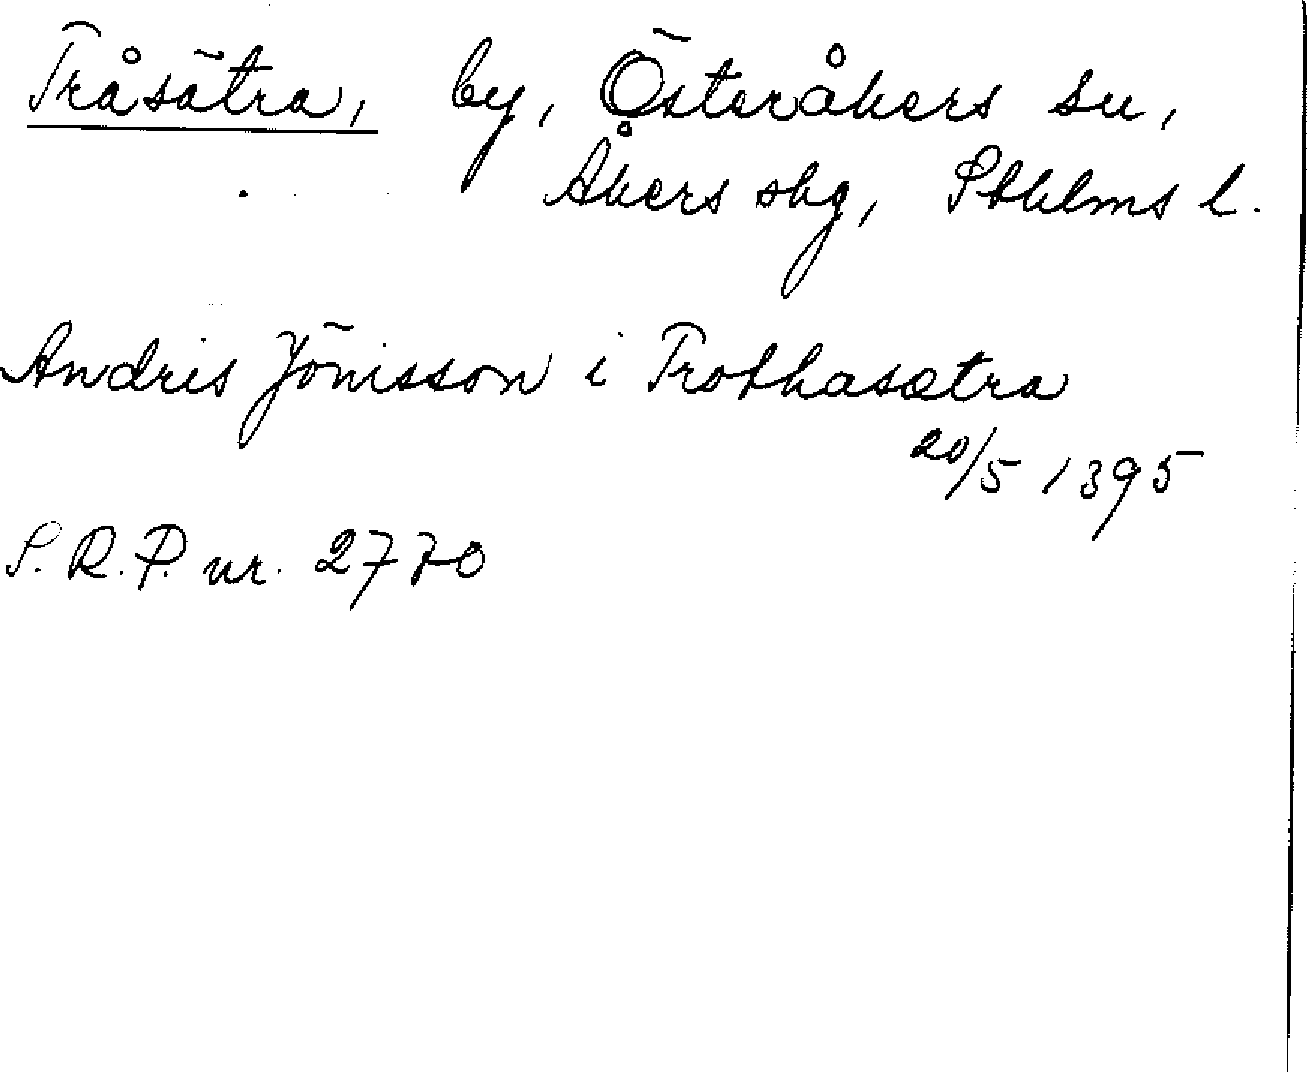 Tråsätra, by, Österåkers sn,
Åkers skg, Sthlms l.
Andris Jönisson i Trothasætra
20/5 1395
S.R.P. nr. 2770